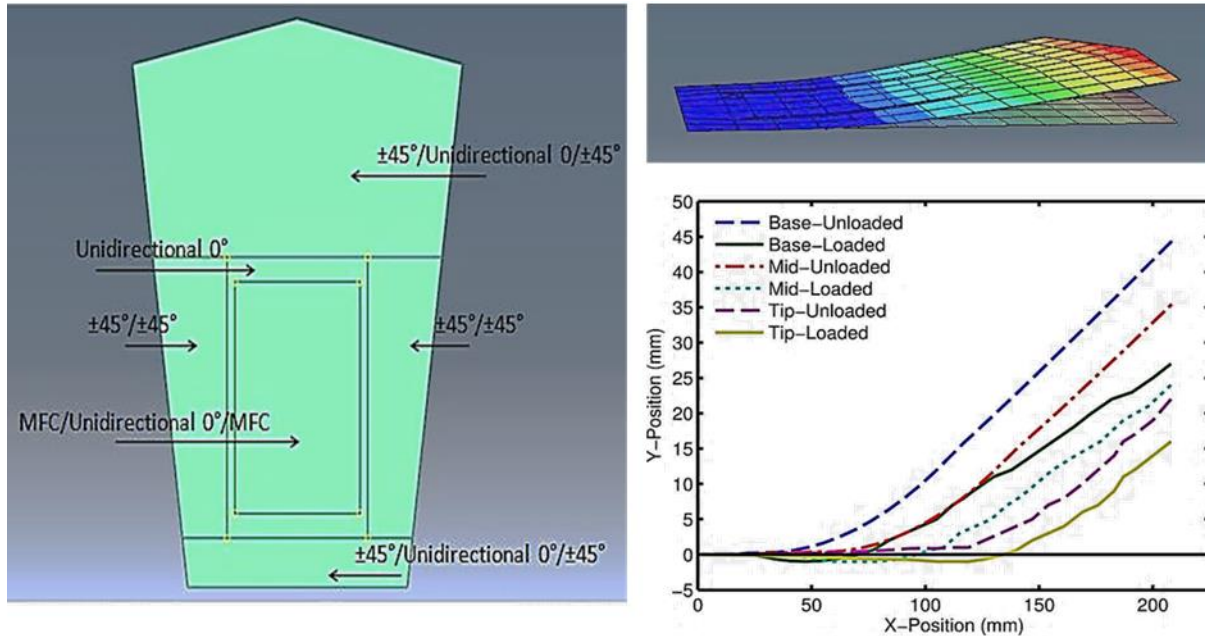 ±45°/Unidirectional 0/±45°
Unidirectional 0°
±45°/±45°
±45°/±45°
MFC/Unidirectional 0°/MFC
±45°/Unidirectional 0°/±45°
50
45
40
35
30
25
20
15
10
5
0
−5
Y−Position (mm)
Base−Unloaded
Base−Loaded
Mid−Unloaded
Mid−Loaded
Tip−Unloaded
Tip−Loaded
0
50
100
150
200
X−Position (mm)